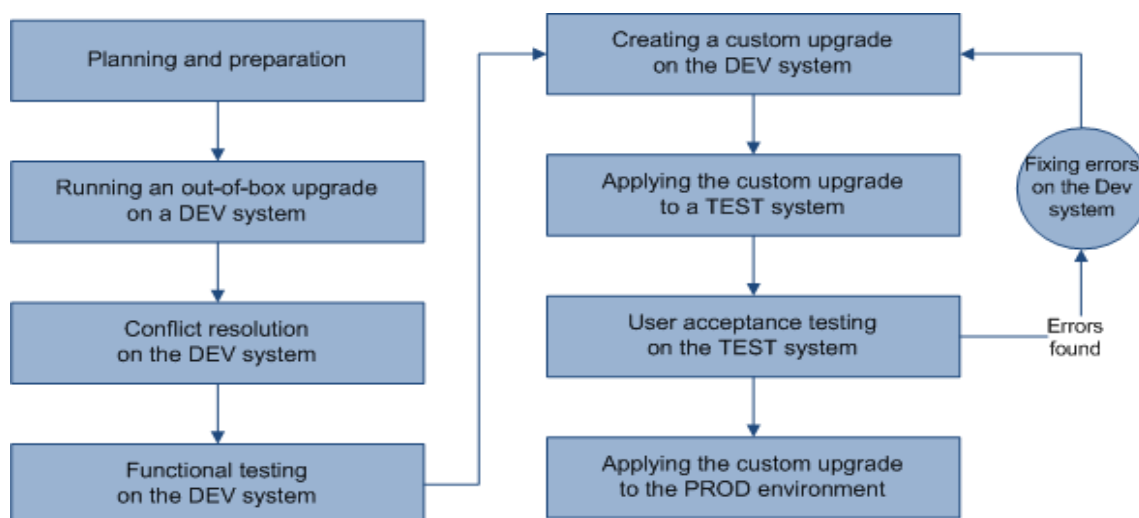 Planning and preparation
Running an out-of-box upgrade
on a DEV system
Conflict resolution
on the DEV system
Functional testing
on the DEV system
Creating a custom upgrade
on the DEV system
Applying the custom upgrade
to a TEST system
User acceptance testing
on the TEST system
Errors
found
Fixing errors
on the Dev
system
Applying the custom upgrade
to the PROD environment